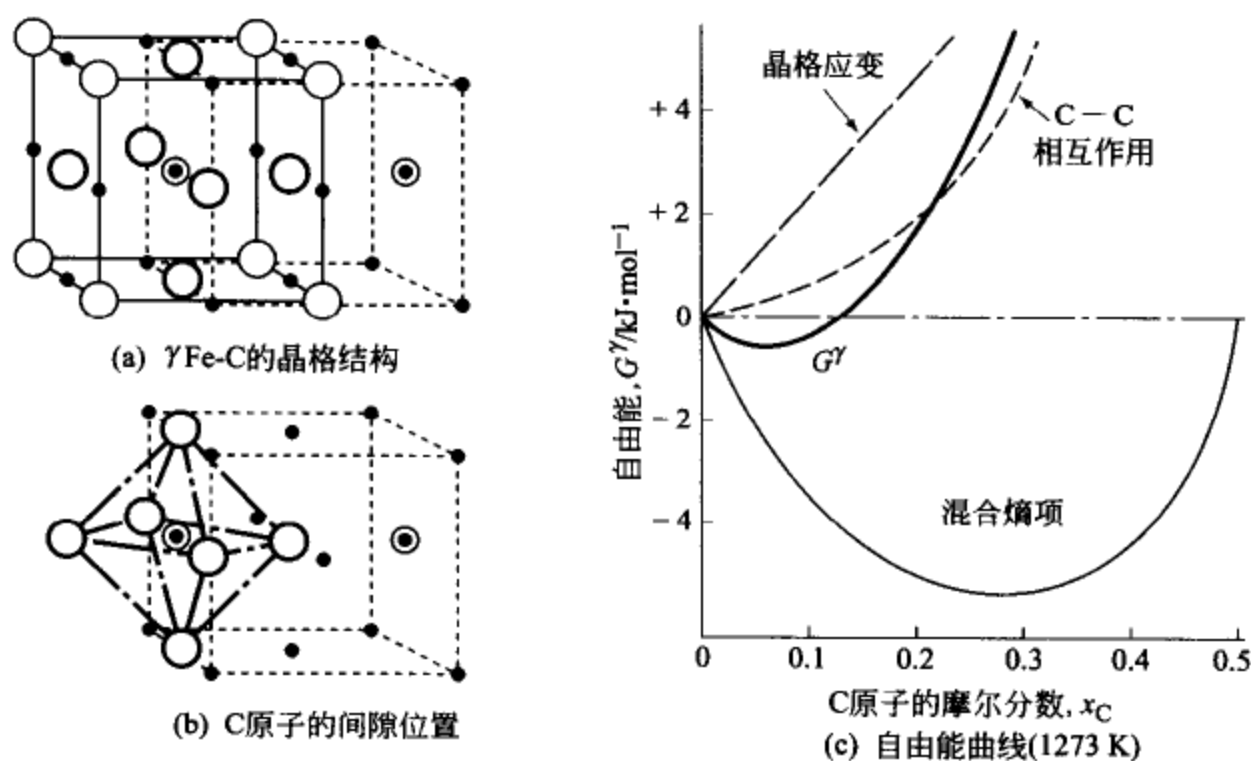 (a) γFe-C的晶格结构
(b) C原子的间隙位置
自由能, Gγ/kJ·mol−1
+4
+2
0
−2
−4
晶格应变
C－C
相互作用
Gγ
混合熵项
0
0.1
0.2
0.3
0.4
0.5
C原子的摩尔分数, xC
(c) 自由能曲线(1273 K)